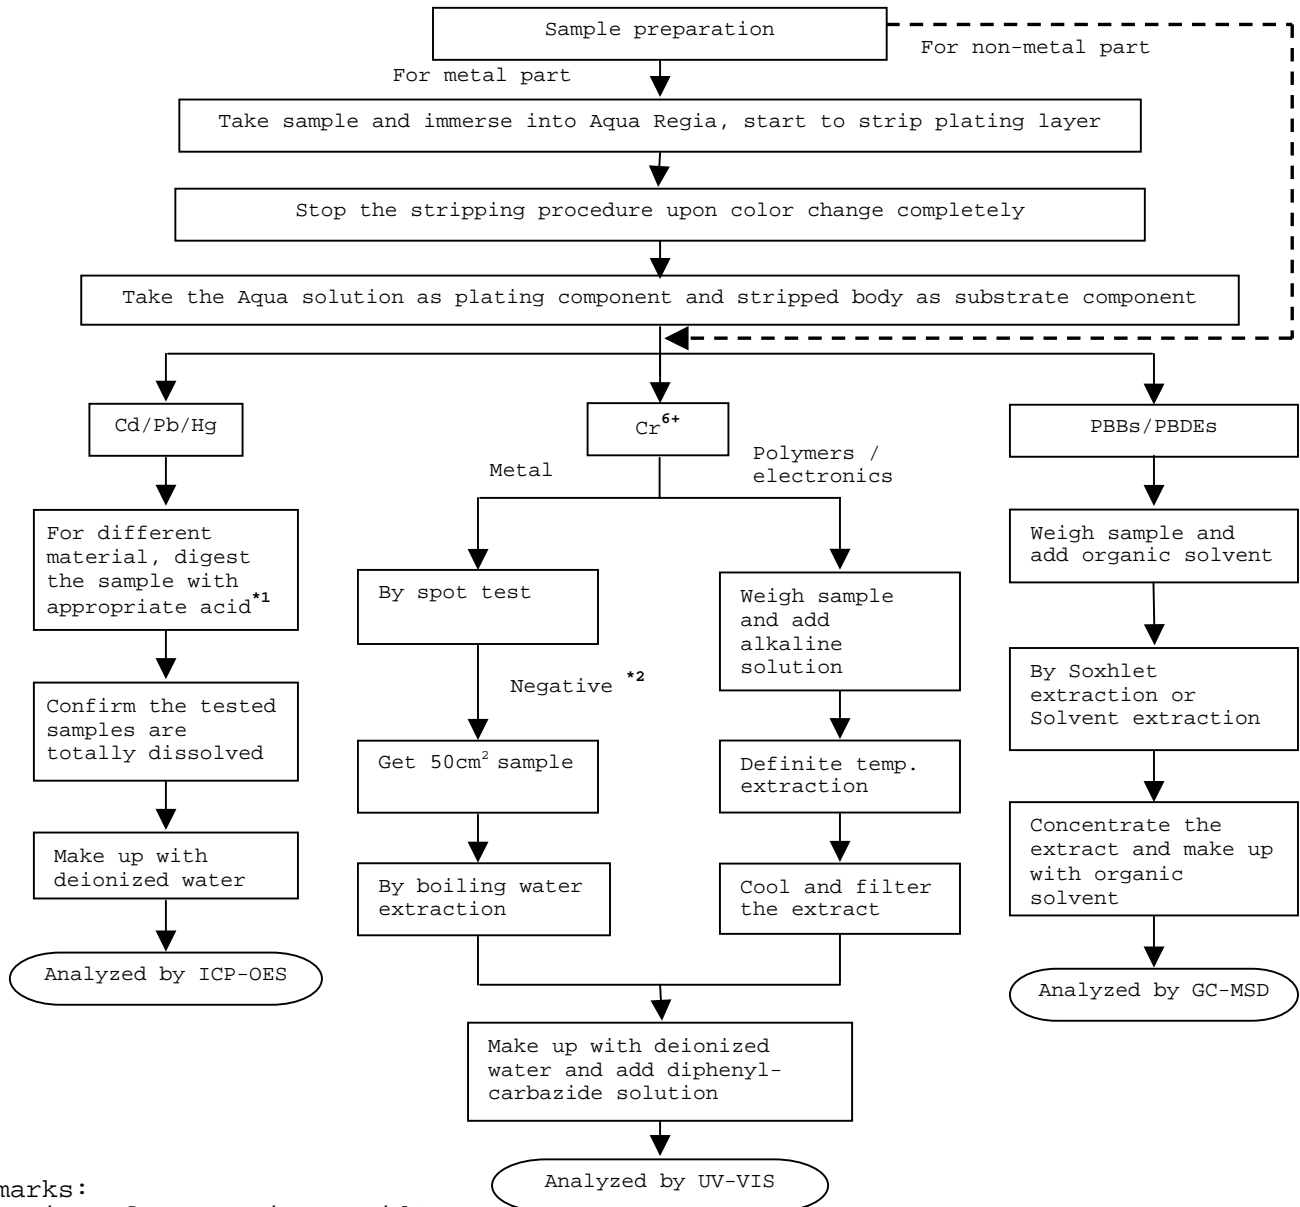 Sample preparation
For non-metal part
For metal part
Take sample and immerse into Aqua Regia, start to strip plating layer
Stop the stripping procedure upon color change completely
Take the Aqua solution as plating component and stripped body as substrate component
Cd/Pb/Hg
For different
material, digest
the sample with
appropriate acid*1
Confirm the tested
samples are
totally dissolved
Make up with
deionized water
Analyzed by ICP-OES
Cr6+
Metal
Polymers /
electronics
By spot test
Negative *2
Get 50cm2 sample
By boiling water
extraction
Weigh sample
and add
alkaline
solution
Definite temp.
extraction
Cool and filter
the extract
Make up with deionized
water and add diphenyl-
carbazide solution
Analyzed by UV-VIS
PBBs/PBDEs
Weigh sample and
add organic solvent
By Soxhlet
extraction or
Solvent extraction
Concentrate the
extract and make up
with organic
solvent
Analyzed by GC-MSD
marks: